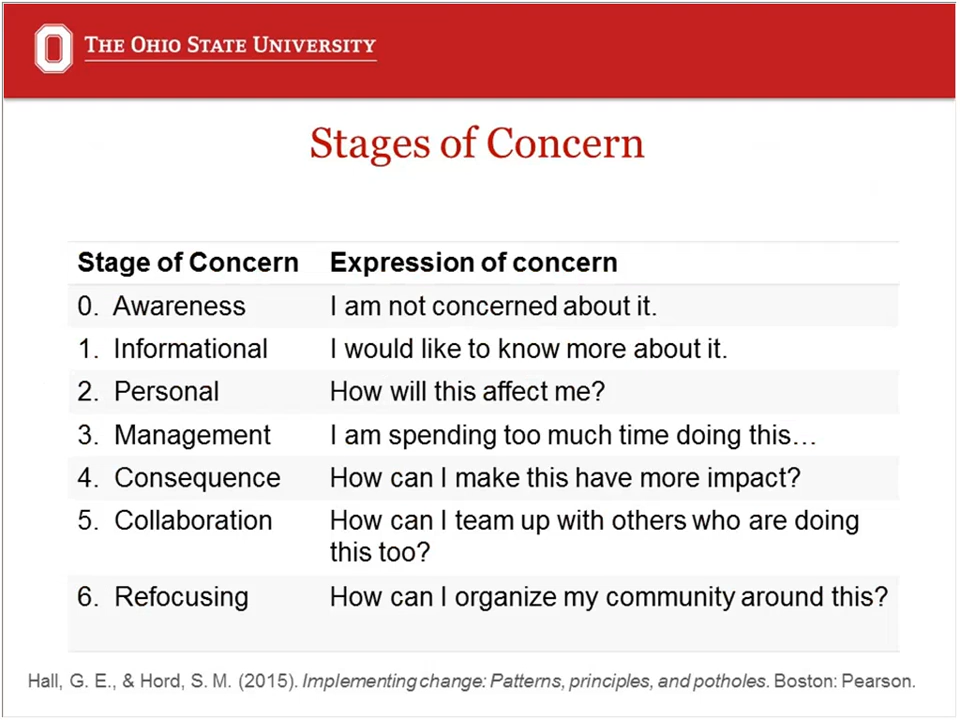 THE OHIO STATE UNIVERSITY
Stages of Concern
Stage of Concern Expression of concern
0. Awareness I am not concerned about it.
1. Informational I would like to know more about it.
2. Personal How will this affect me?
3. Management I am spending too much time doing this…
4. Consequence How can I make this have more impact?
5. Collaboration How can I team up with others who are doing
this too?
6. Refocusing How can I organize my community around this?
Hall, G. E., & Hord, S. M. (2015). Implementing change: Patterns, principles, and potholes. Boston: Pearson.